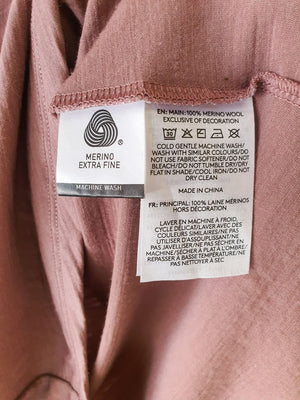 MERINO
EXTRA FINE
MACHINE WASH
EN: MAIN: 100% MERINO WOOL
EXCLUSIVE OF DECORATION
30
COLD GENTLE MACHINE WASH/
WASH WITH SIMILAR COLOURS/DO
NOT USE FABRIC SOFTENER/DO NOT
BLEACH/DO NOT TUMBLE DRY/DRY
FLAT IN SHADE/COOL IRON/DO NOT
DRY CLEAN
MADE IN CHINA
FR: PRINCIPAL: 100% LAINE MÉRINOS
HORS DÉCORATION
LAVER EN MACHINE À FROID,
CYCLE DÉLICAT/LAVER AVEC DES
COULEURS SIMILAIRES/NE PAS
UTILISER D'ASSOUPLISSANT/NE
PAS JAVELLISER/NE PAS SÉCHER EN
MACHINE/SÉCHER À PLAT À L'OMBRE/
REPASSER À BASSE TEMPÉRATURE/NE
PAS NETTOYER À SEC